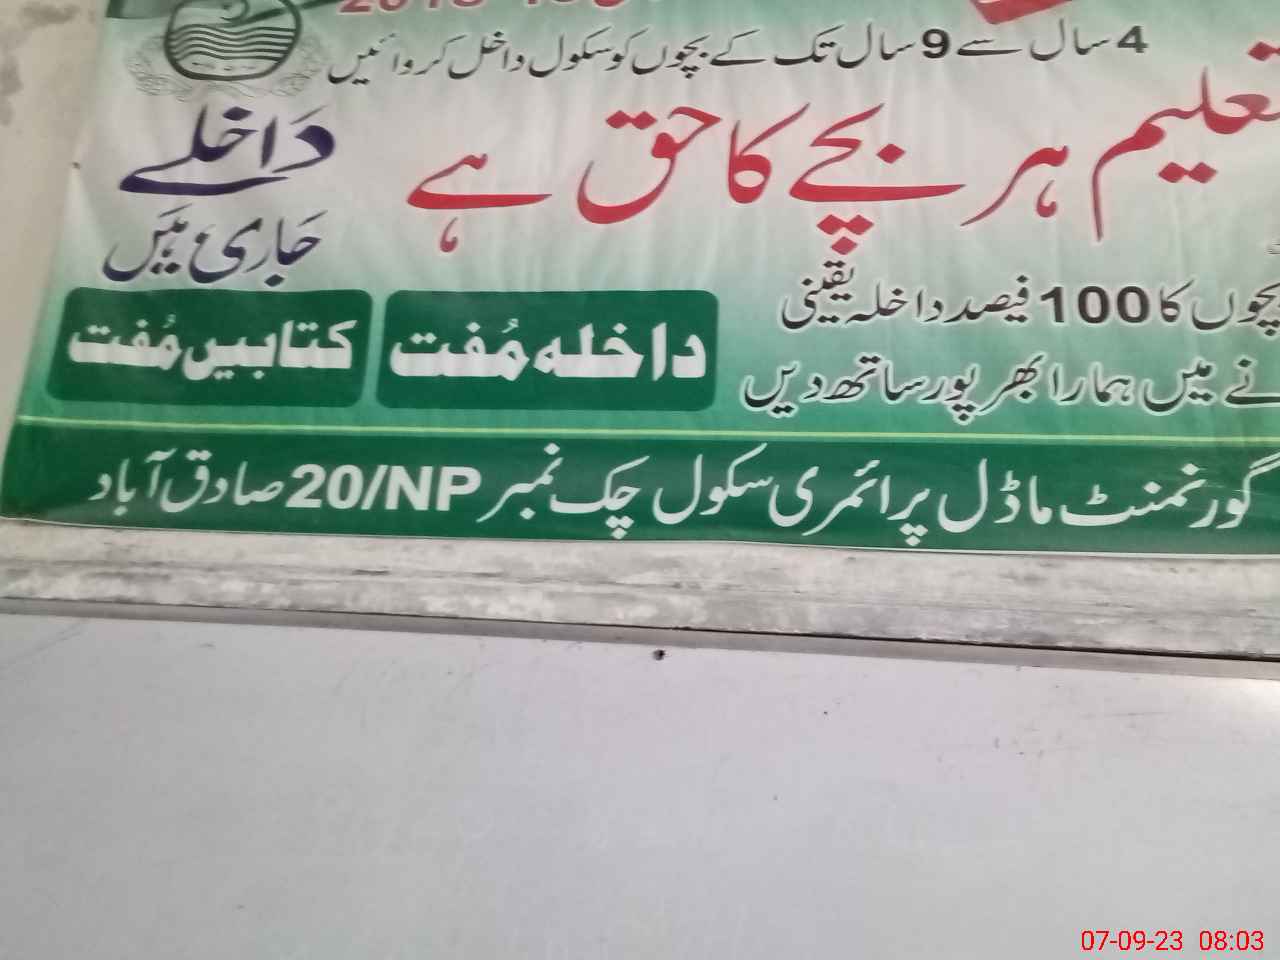 4 سال سے 9 سال تک کے بچوں کو سکول داخل کروائیں
تعلیم ہر بچے کا حق ہے
داخلے
جاری ہیں
بچوں کا 100 فیصد داخلہ یقینی
نے میں ہمارا بھرپور ساتھ دیں
داخلہ مُفت
کتابیں مُفت
گورنمنٹ ماڈل پرائمری سکول چک نمبر 20/NP صادق آباد
07-09-23 08:03